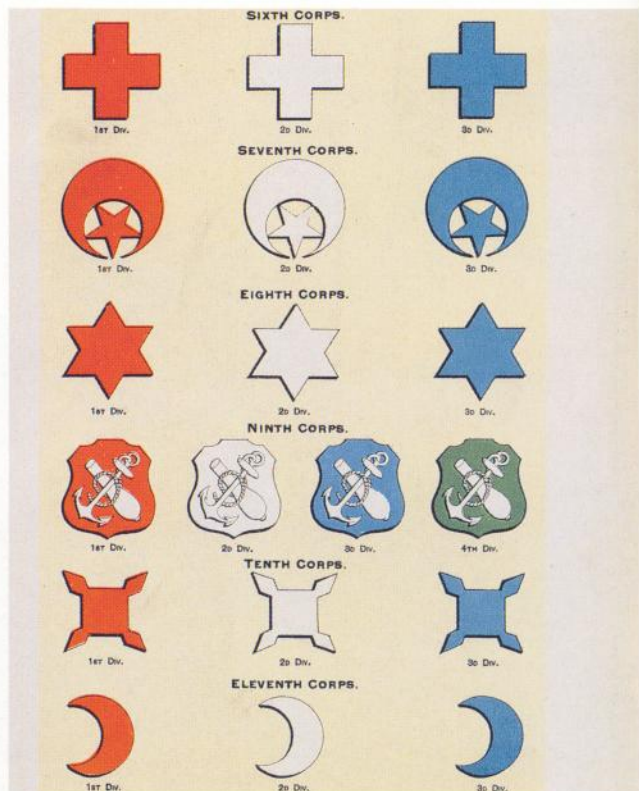 SIXTH CORPS.
1ST DIV. 2D DIV. 3D DIV.
SEVENTH CORPS.
1ST DIV. 2D DIV. 3D DIV.
EIGHTH CORPS.
1ST DIV. 2D DIV. 3D DIV.
NINTH CORPS.
1ST DIV. 2D DIV. 3D DIV. 4TH DIV.
TENTH CORPS.
1ST DIV. 2D DIV. 3D DIV.
ELEVENTH CORPS.
1ST DIV. 2D DIV. 3D DIV.